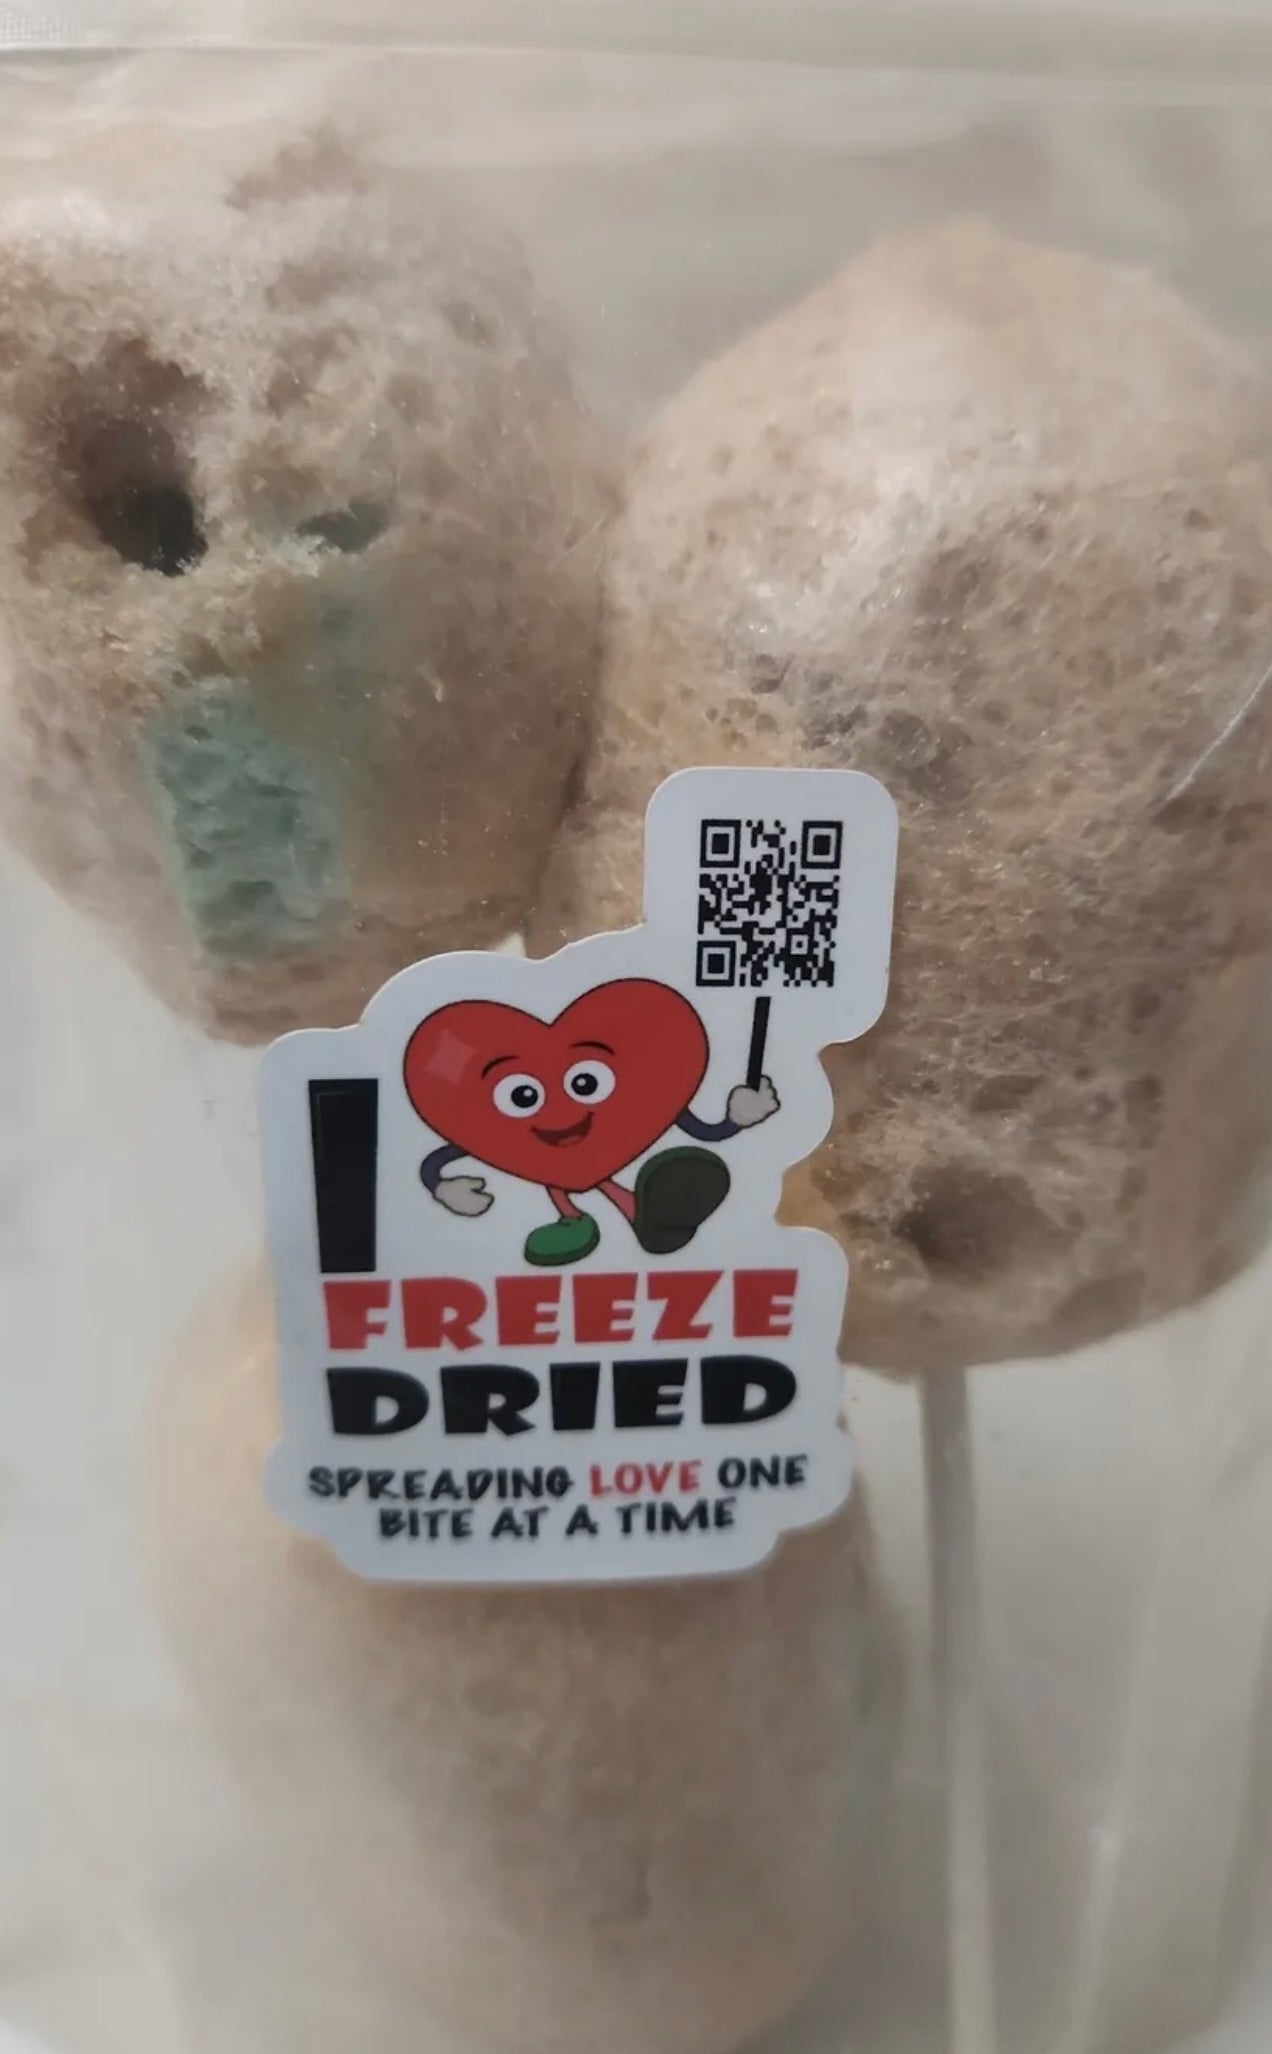 I
FREEZE
DRIED
SPREADING LOVE ONE
BITE AT A TIME